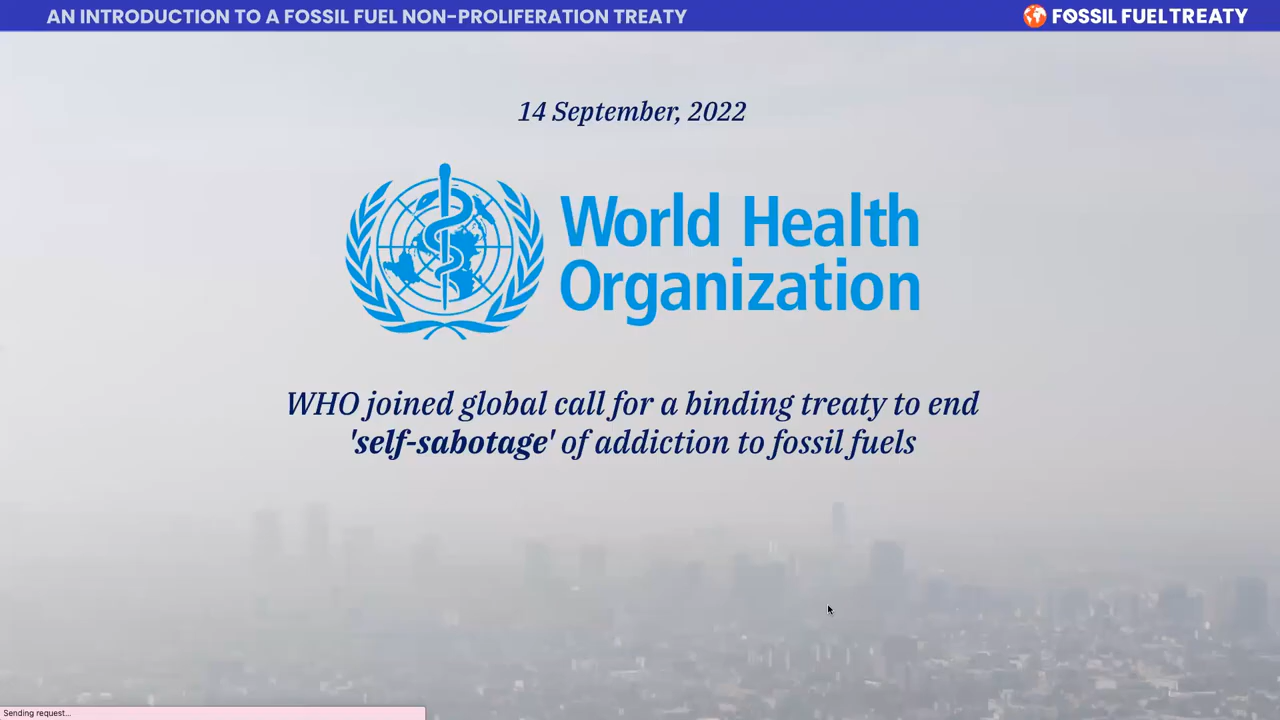 AN INTRODUCTION TO A FOSSIL FUEL NON-PROLIFERATION TREATY
FOSSIL FUEL TREATY
14 September, 2022
World Health
Organization
WHO joined global call for a binding treaty to end
'self-sabotage' of addiction to fossil fuels
Sending request...